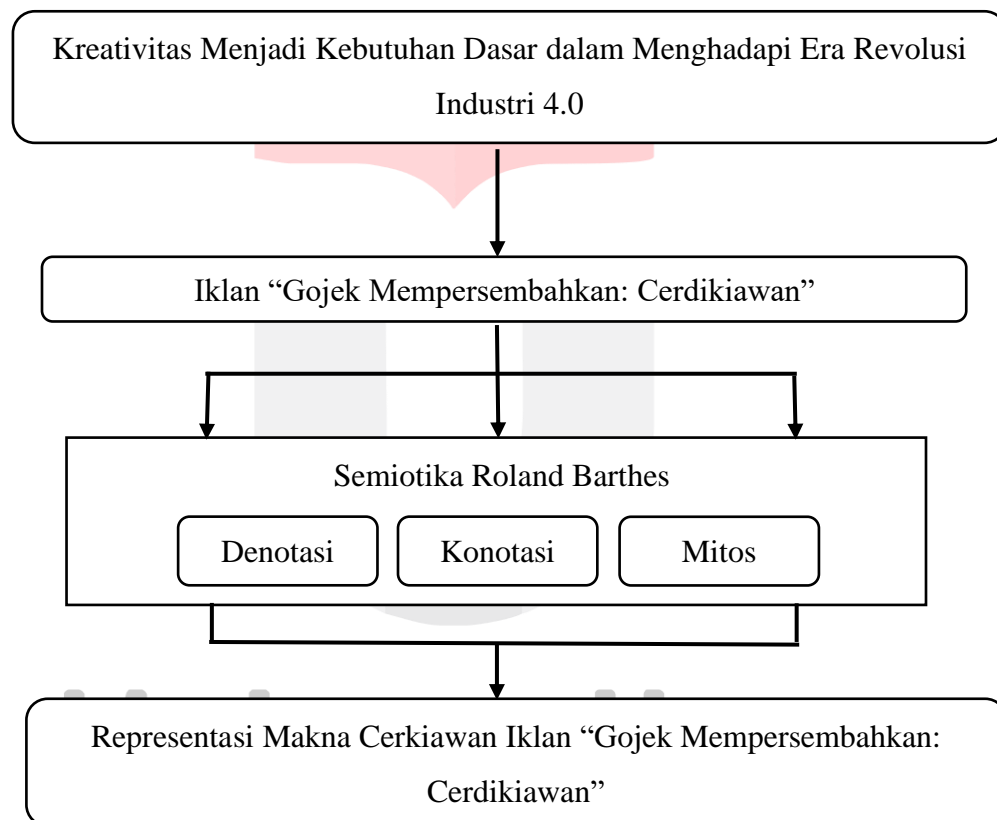 Kreativitas Menjadi Kebutuhan Dasar dalam Menghadapi Era Revolusi
Industri 4.0
Iklan “Gojek Mempersembahkan: Cerdikiawan”
Semiotika Roland Barthes
Denotasi
Konotasi
Mitos
Representasi Makna Cerkiawan Iklan “Gojek Mempersembahkan:
Cerdikiawan”